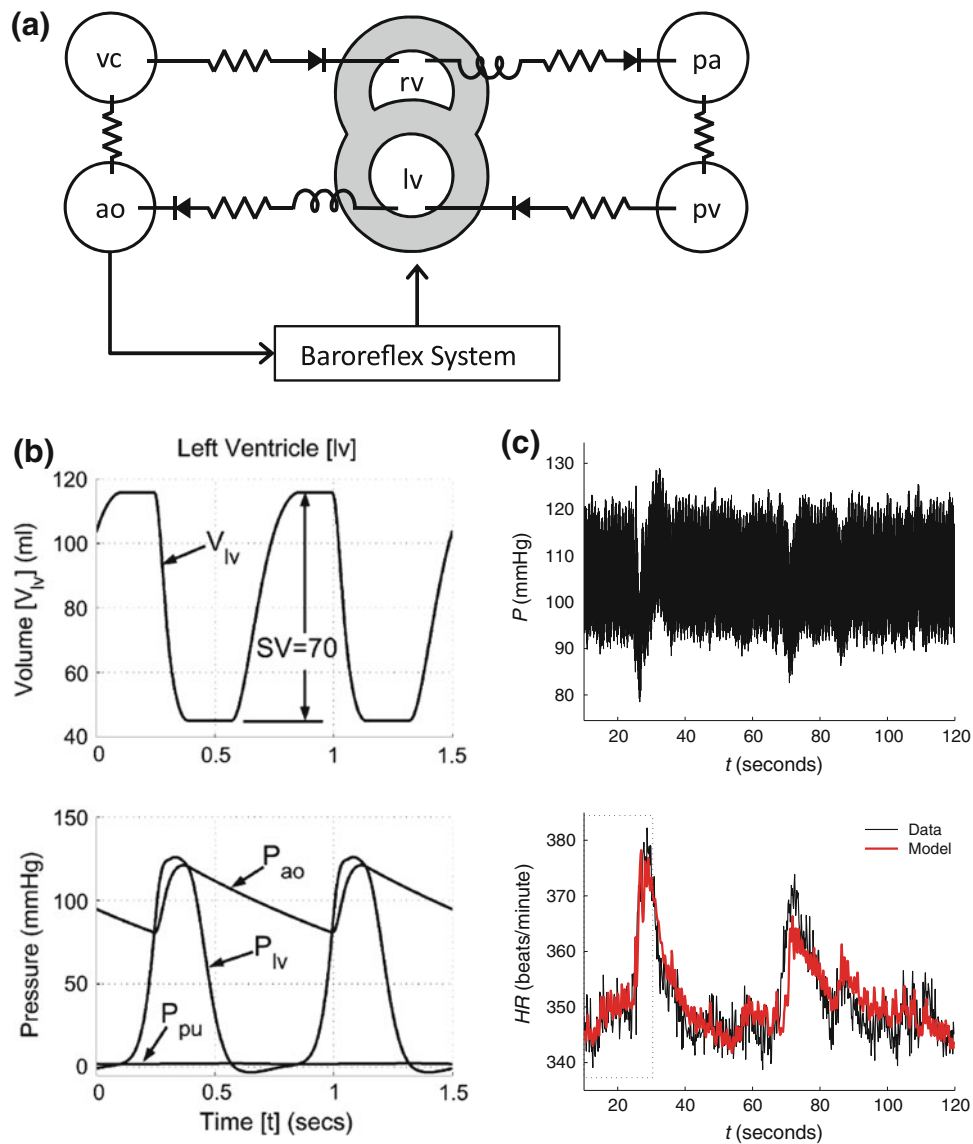 (a)
vc
rv
pa
ao
lv
pv
Baroreflex System
(b)
Left Ventricle [lv]
Volume [V_lv] (ml)
120
100
80
60
40
V_lv
SV=70
0
0.5
1
1.5
Pressure (mmHg)
150
100
50
0
P_ao
P_lv
P_pu
0
0.5
1
1.5
Time [t] (secs)
(c)
P (mmHg)
130
120
110
100
90
80
20
40
60
80
100
120
t (seconds)
HR (beats/minute)
380
370
360
350
340
Data
Model
20
40
60
80
100
120
t (seconds)